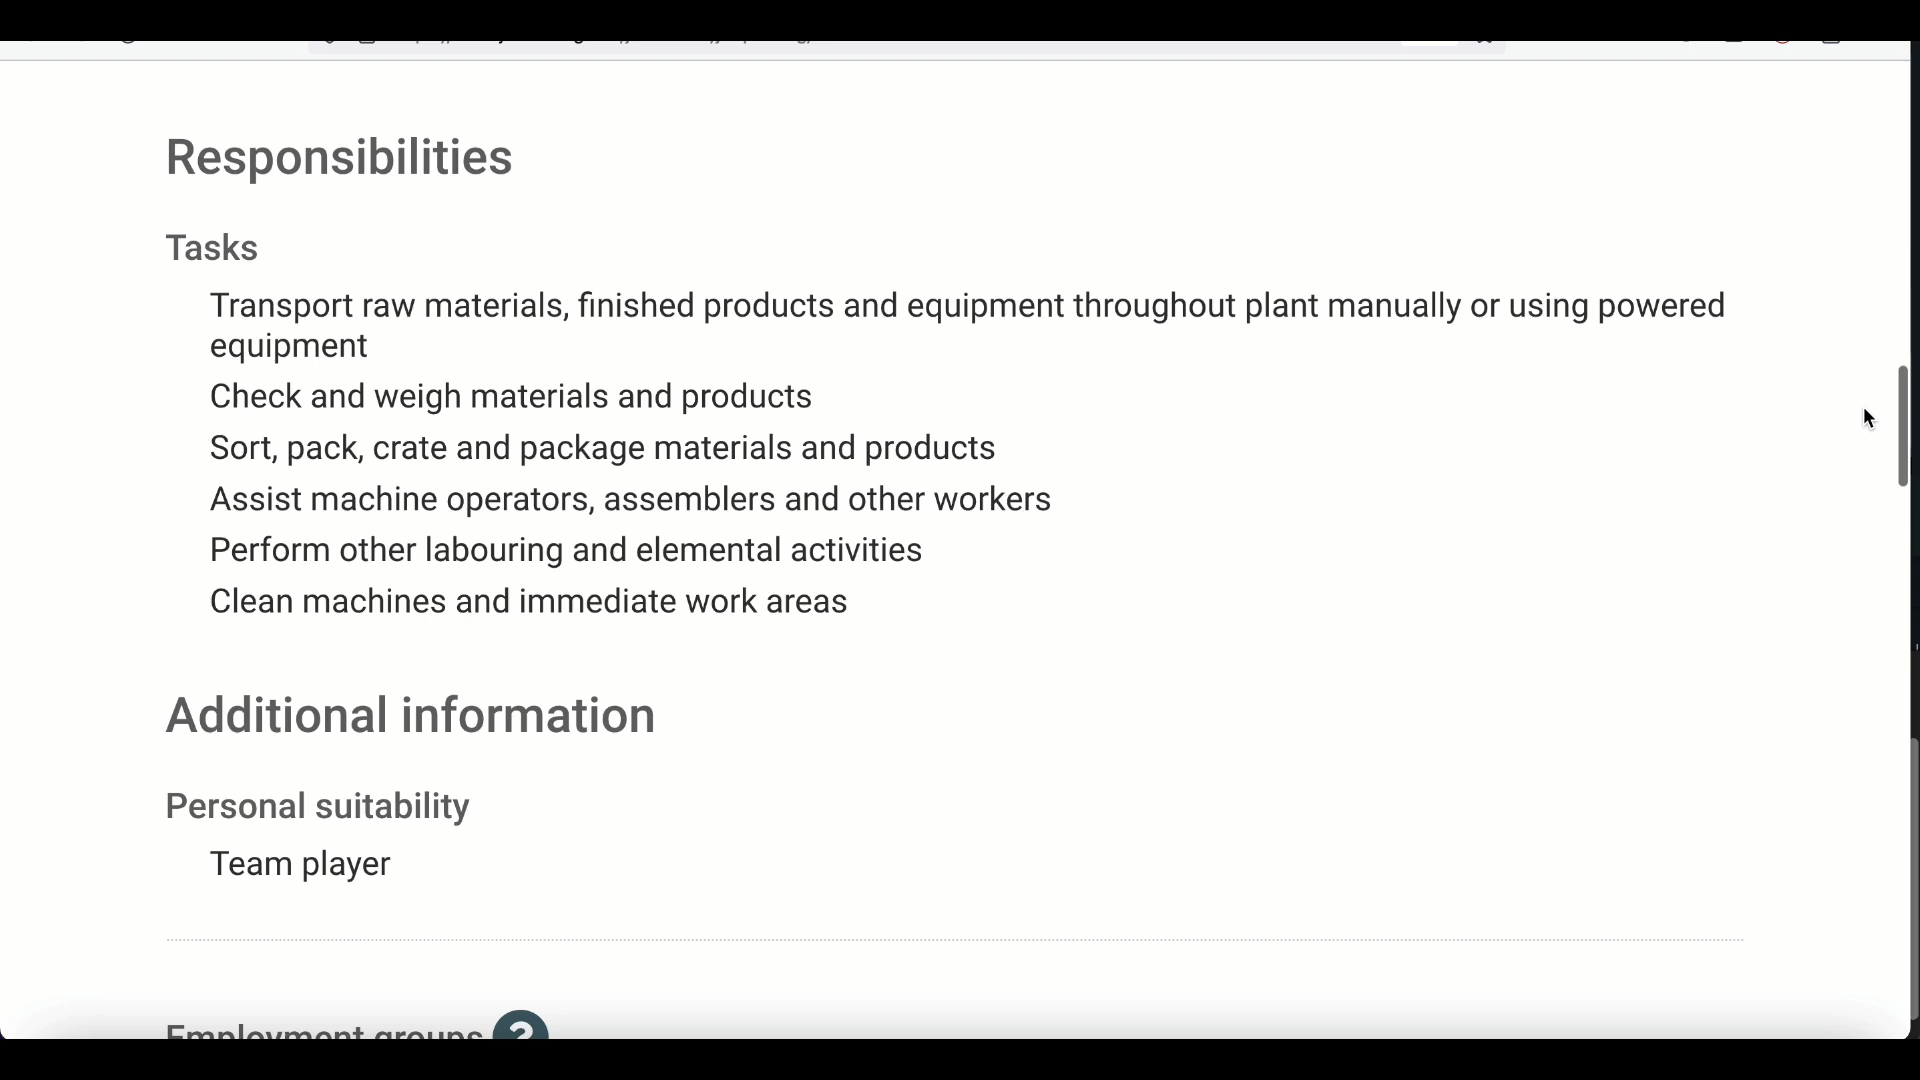 Responsibilities
Tasks
Transport raw materials, finished products and equipment throughout plant manually or using powered
equipment
Check and weigh materials and products
Sort, pack, crate and package materials and products
Assist machine operators, assemblers and other workers
Perform other labouring and elemental activities
Clean machines and immediate work areas
Additional information
Personal suitability
Team player
Employment groups ?